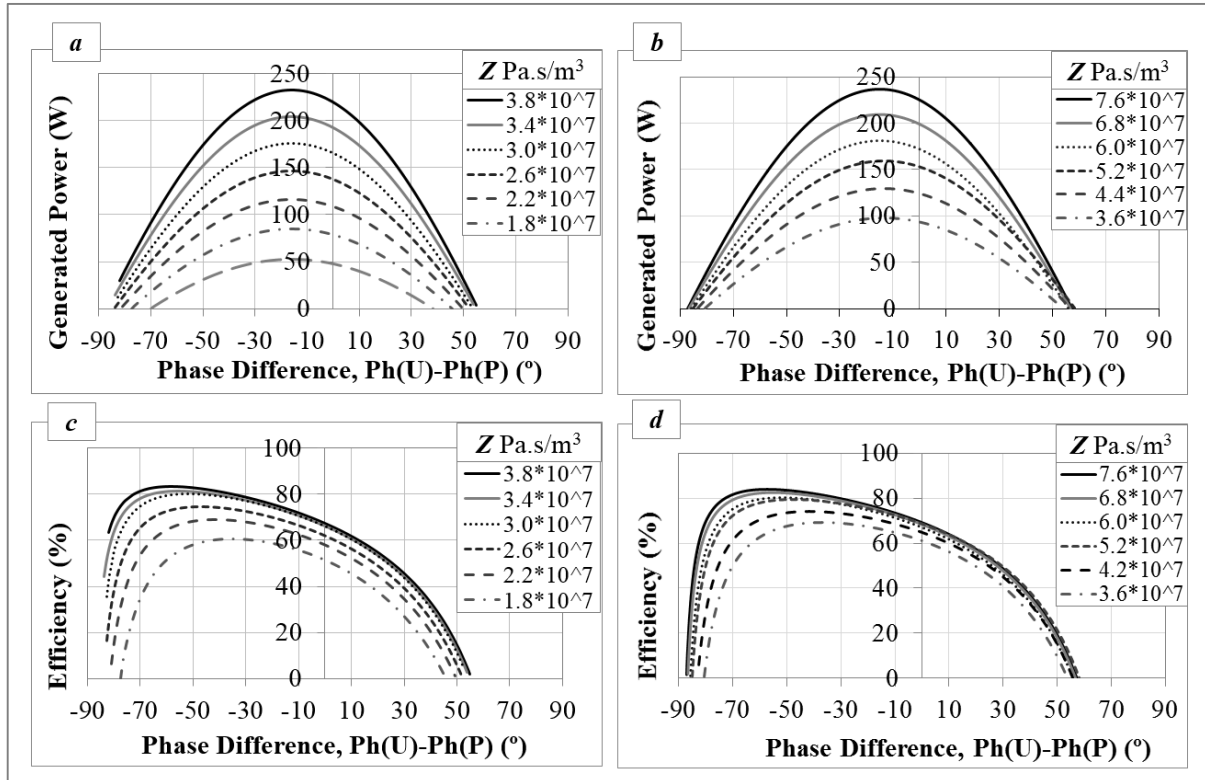 a
Z Pa.s/m³
3.8*10^7
3.4*10^7
3.0*10^7
2.6*10^7
2.2*10^7
1.8*10^7
Generated Power (W)
250
200
150
100
50
0
-90 -70 -50 -30 -10 10 30 50 70 90
Phase Difference, Ph(U)-Ph(P) (º)
b
Z Pa.s/m³
7.6*10^7
6.8*10^7
6.0*10^7
5.2*10^7
4.4*10^7
3.6*10^7
Generated Power (W)
250
200
150
100
50
0
-90 -70 -50 -30 -10 10 30 50 70 90
Phase Difference, Ph(U)-Ph(P) (º)
c
Z Pa.s/m³
3.8*10^7
3.4*10^7
3.0*10^7
2.6*10^7
2.2*10^7
1.8*10^7
Efficiency (%)
100
80
60
40
20
0
-90 -70 -50 -30 -10 10 30 50 70 90
Phase Difference, Ph(U)-Ph(P) (º)
d
Z Pa.s/m³
7.6*10^7
6.8*10^7
6.0*10^7
5.2*10^7
4.2*10^7
3.6*10^7
Efficiency (%)
100
80
60
40
20
0
-90 -70 -50 -30 -10 10 30 50 70 90
Phase Difference, Ph(U)-Ph(P) (º)